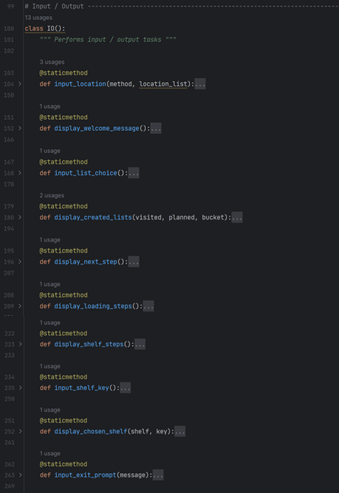 99 # Input / Output --------------------------------------------------------
13 usages
100 class IO():
101 """ Performs input / output tasks """
102
3 usages
103 @staticmethod
104 > def input_location(method, location_list):...
150
1 usage
151 @staticmethod
152 > def display_welcome_message():...
166
1 usage
167 @staticmethod
168 > def input_list_choice():...
178
2 usages
179 @staticmethod
180 > def display_created_lists(visited, planned, bucket):...
194
1 usage
195 @staticmethod
196 > def display_next_step():...
207
1 usage
208 @staticmethod
209 > def display_loading_steps():...
1 usage
222 @staticmethod
223 > def display_shelf_steps():...
233
1 usage
234 @staticmethod
235 > def input_shelf_key():...
250
1 usage
251 @staticmethod
252 > def display_chosen_shelf(shelf, key):...
261
1 usage
262 @staticmethod
263 > def input_exit_prompt(message):...
269